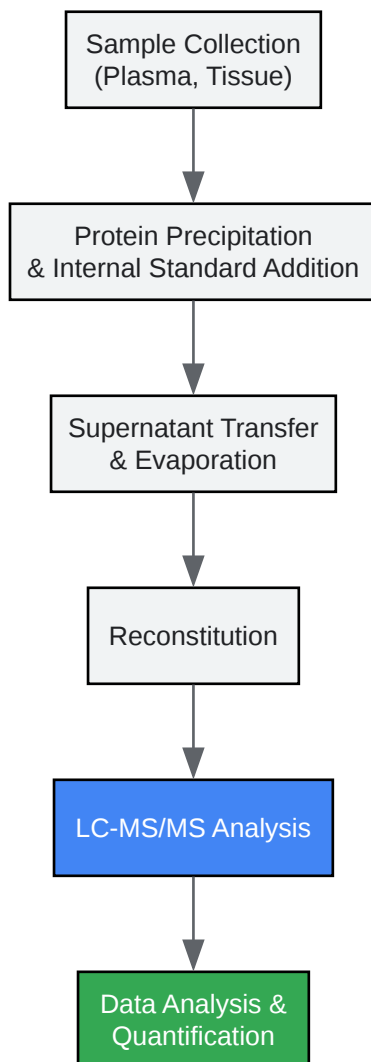 Sample Collection
(Plasma, Tissue)
Protein Precipitation
& Internal Standard Addition
Supernatant Transfer
& Evaporation
Reconstitution
LC-MS/MS Analysis
Data Analysis &
Quantification